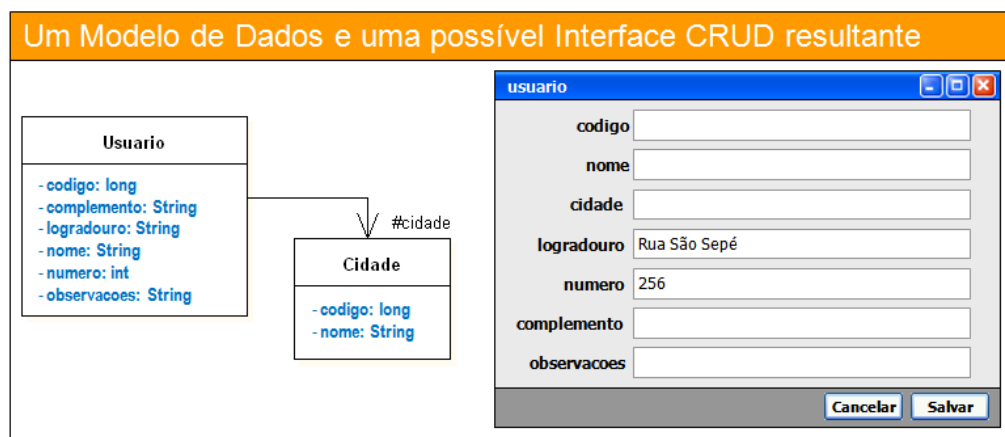 Um Modelo de Dados e uma possível Interface CRUD resultante
Usuario
- codigo: long
- complemento: String
- logradouro: String
- nome: String
- numero: int
- observacoes: String
#cidade
Cidade
- codigo: long
- nome: String
usuario
codigo
nome
cidade
logradouro Rua São Sepé
numero 256
complemento
observacoes
Cancelar Salvar